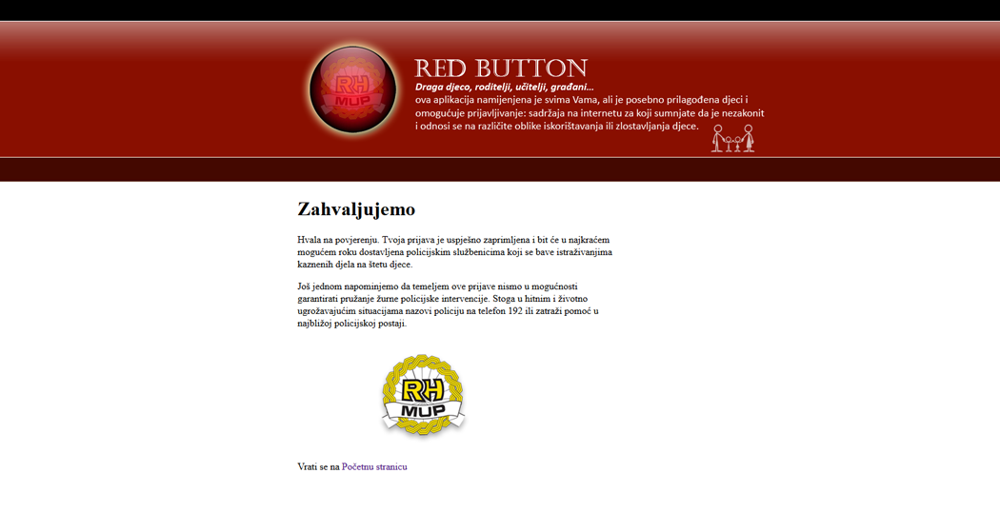 RH
MUP
RED BUTTON
Draga djeco, roditelji, učitelji, građani...
ova aplikacija namijenjena je svima Vama, ali je posebno prilagođena djeci i
omogućuje prijavljivanje: sadržaja na internetu za koji sumnjate da je nezakonit
i odnosi se na različite oblike iskorištavanja ili zlostavljanja djece.
Zahvaljujemo
Hvala na povjerenju. Tvoja prijava je uspješno zaprimljena i bit će u najkraćem
mogućem roku dostavljena policijskim službenicima koji se bave istraživanjima
kaznenih djela na štetu djece.
Još jednom napominjemo da temeljem ove prijave nismo u mogućnosti
garantirati pružanje žurne policijske intervencije. Stoga u hitnim i životno
ugrožavajućim situacijama nazovi policiju na telefon 192 ili zatraži pomoć u
najbližoj policijskoj postaji.
RH
MUP
Vrati se na Početnu stranicu